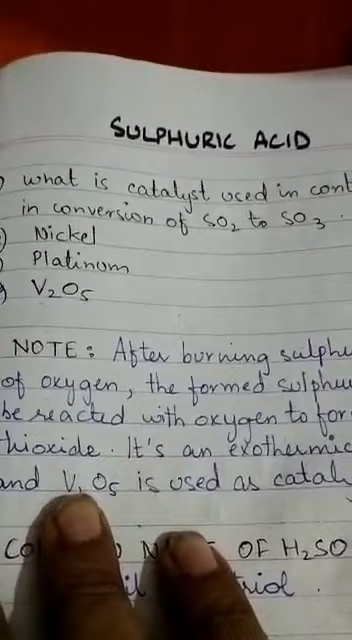 SULPHURIC ACID
what is catalyst used in cont
in conversion of SO2 to SO3.
Nickel
Platinum
V2O5
NOTE: After burning sulphu
of oxygen, the formed sulphu
be reacted with oxygen to for
thioxide. It's an exothermic
and V2O5 is used as catal
OF H2SO